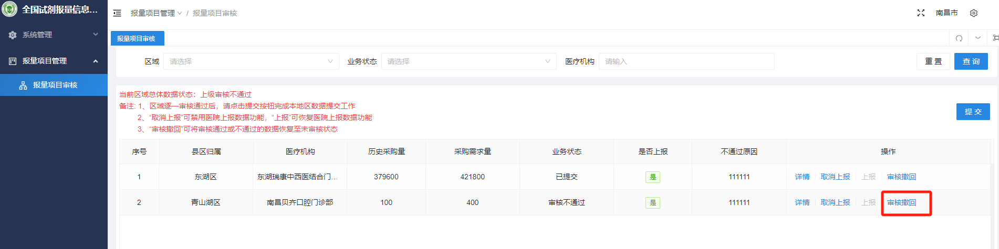 全国试剂报量信息...
报量项目管理 / 报量项目审核
南昌市
系统管理
报量项目审核
报量项目管理
区域 请选择 业务状态 请选择 医疗机构 请输入 重置 查询
报量项目审核
当前区域总体数据状态：上级审核不通过
备注: 1、区域逐一审核通过后，请点击提交按钮完成本地区数据提交工作
2、“取消上报”可禁用医院上报数据功能，“上报”可恢复医院上报数据功能
提交
3、“审核撤回”可将审核通过或不通过的数据恢复至未审核状态
序号 县区归属 医疗机构 历史采购量 采购需求量 业务状态 是否上报 不通过原因 操作
1 东湖区 东湖瑞康中西医结合门... 379600 421800 已提交 是 111111 详情 取消上报 上报 审核撤回
2 青山湖区 南昌贝齐口腔门诊部 100 400 审核不通过 是 111111 详情 取消上报 上报 审核撤回